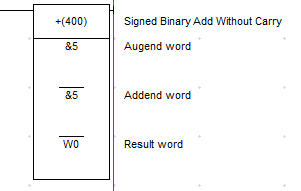 +(400) Signed Binary Add Without Carry
&5 Augend word
&5 Addend word
W0 Result word